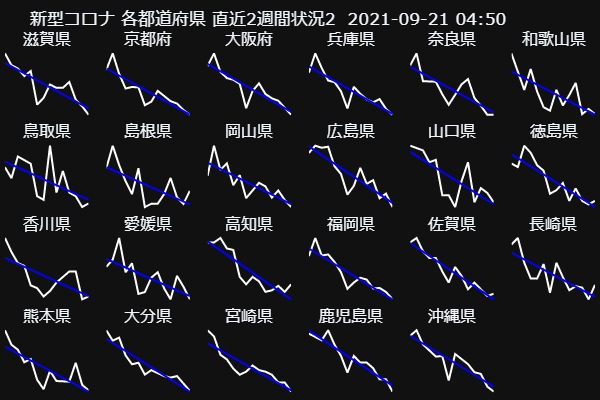 新型コロナ 各都道府県 直近2週間状況2 2021-09-21 04:50
滋賀県 京都府 大阪府 兵庫県 奈良県 和歌山県
鳥取県 島根県 岡山県 広島県 山口県 徳島県
香川県 愛媛県 高知県 福岡県 佐賀県 長崎県
熊本県 大分県 宮崎県 鹿児島県 沖縄県